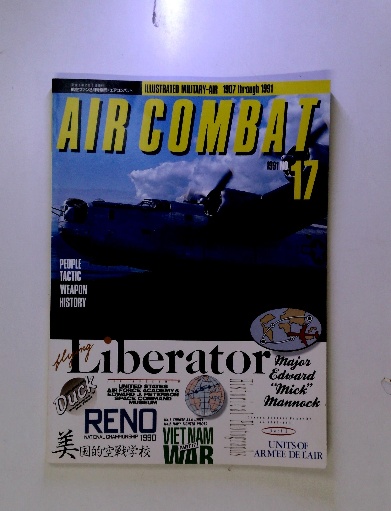 ILLUSTRATED MILITARY-AIR 1907 through 1991
AIR COMBAT
1991 NO.
17
PEOPLE
TACTIC
WEAPON
HISTORY
flying
Liberator
Major
Edward
"Mick"
Mannock
Duck
UNITED STATES
AIR FORCE ACADEMY &
EDWARD J. PETERSON
SPACE COMMAND
MUSEUM
RENO
NATIONAL CHAMPIONSHIP 1990
美国的空戦学校
VIETNAM
WAR
UNITS OF
ARMEE DE L'AIR